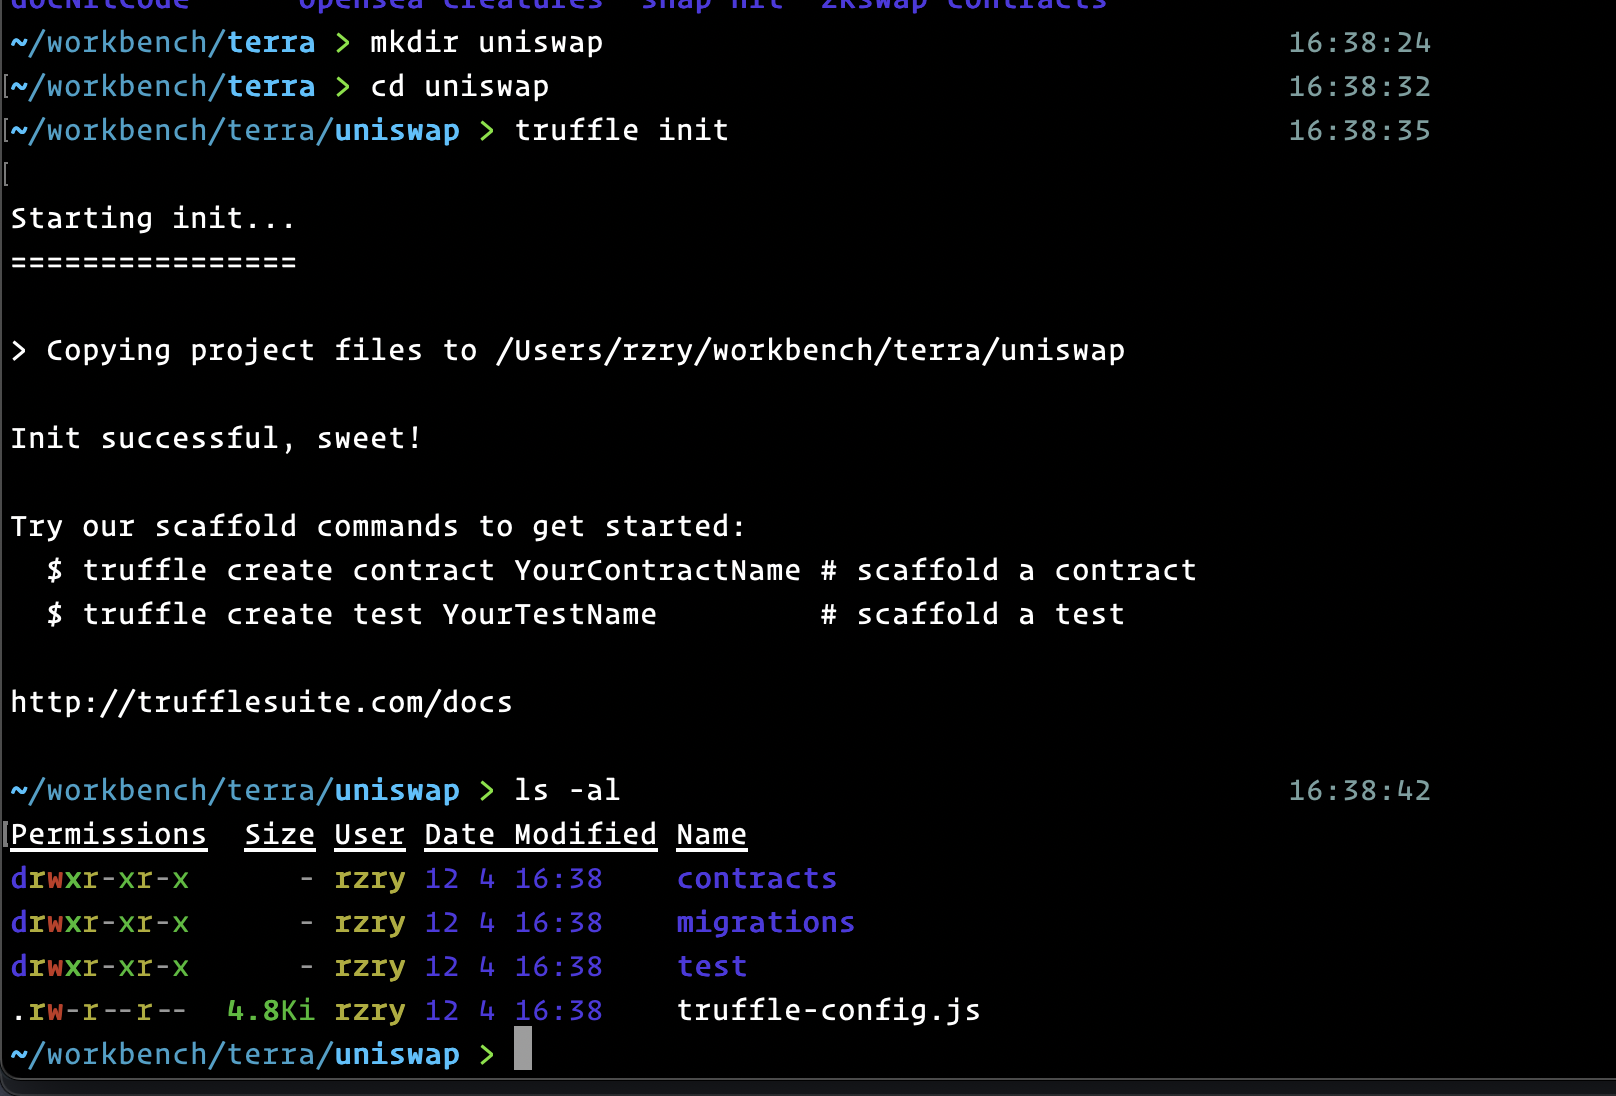 docNftCode opensea-creatures snap-nft zkswap-contracts
~/workbench/terra > mkdir uniswap 16:38:24
~/workbench/terra > cd uniswap 16:38:32
~/workbench/terra/uniswap > truffle init 16:38:35
Starting init...
================
> Copying project files to /Users/rzry/workbench/terra/uniswap
Init successful, sweet!
Try our scaffold commands to get started:
$ truffle create contract YourContractName # scaffold a contract
$ truffle create test YourTestName # scaffold a test
http://trufflesuite.com/docs
~/workbench/terra/uniswap > ls -al 16:38:42
Permissions Size User Date Modified Name
drwxr-xr-x - rzry 12 4 16:38 contracts
drwxr-xr-x - rzry 12 4 16:38 migrations
drwxr-xr-x - rzry 12 4 16:38 test
.rw-r--r-- 4.8Ki rzry 12 4 16:38 truffle-config.js
~/workbench/terra/uniswap >